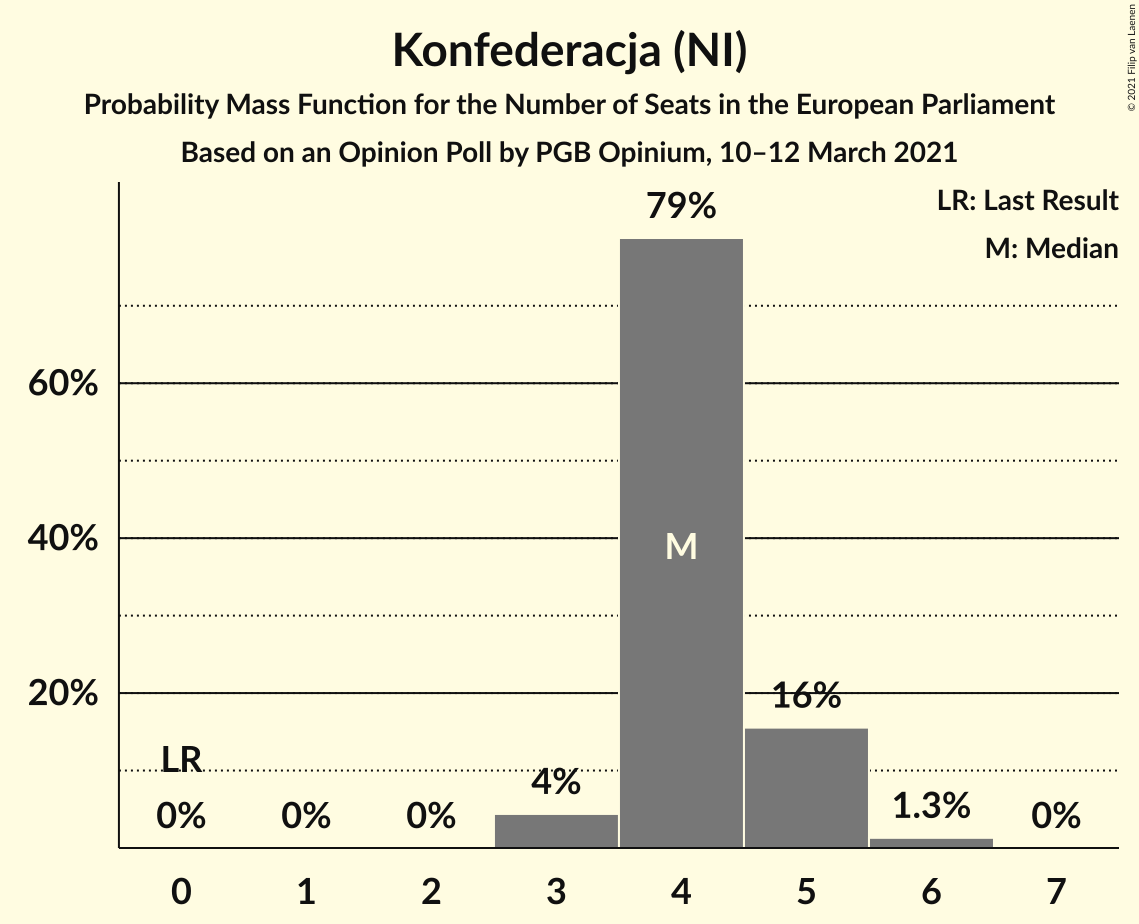 Konfederacja (NI)
Probability Mass Function for the Number of Seats in the European Parliament
Based on an Opinion Poll by PGB Opinium, 10–12 March 2021
© 2021 Filip van Laenen
LR: Last Result
M: Median
79%
60%
40%
M
20%
16%
LR
4%
1.3%
0%
0%
0%
0%
0 1 2 3 4 5 6 7